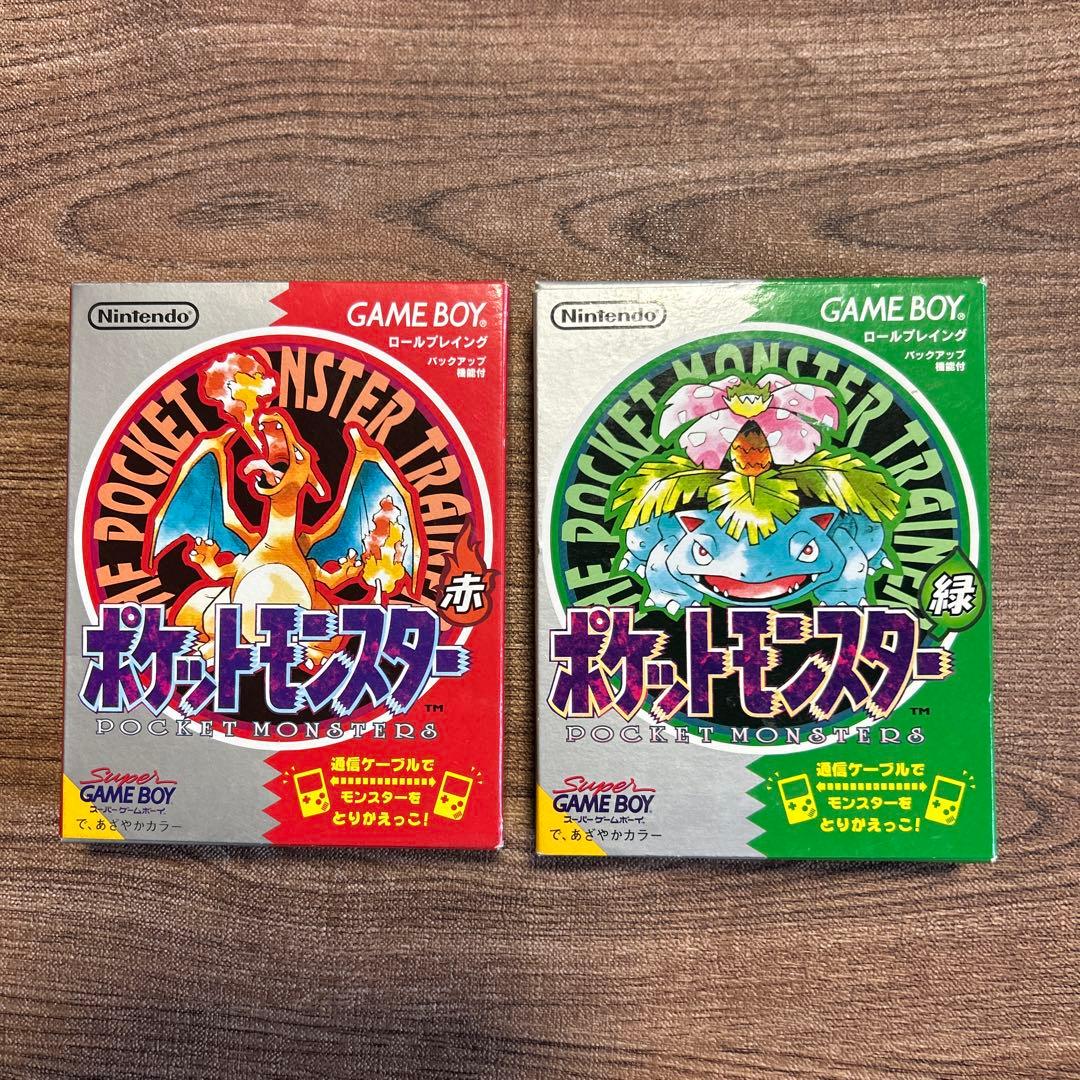 Nintendo®
GAME BOY®
ロールプレイング
バックアップ
機能付
THE POCKET MONSTER TRAINER
赤
ポケットモンスター
™
POCKET MONSTERS
Super
GAME BOY
スーパーゲームボーイ
で、あざやかカラー
通信ケーブルで
モンスターを
とりかえっこ!
Nintendo®
GAME BOY®
ロールプレイング
バックアップ
機能付
HE POCKET MONSTER TRAINE
緑
ポケットモンスター
™
POCKET MONSTERS
Super
GAME BOY
スーパーゲームボーイ
で、あざやかカラー
通信ケーブルで
モンスターを
とりかえっこ!